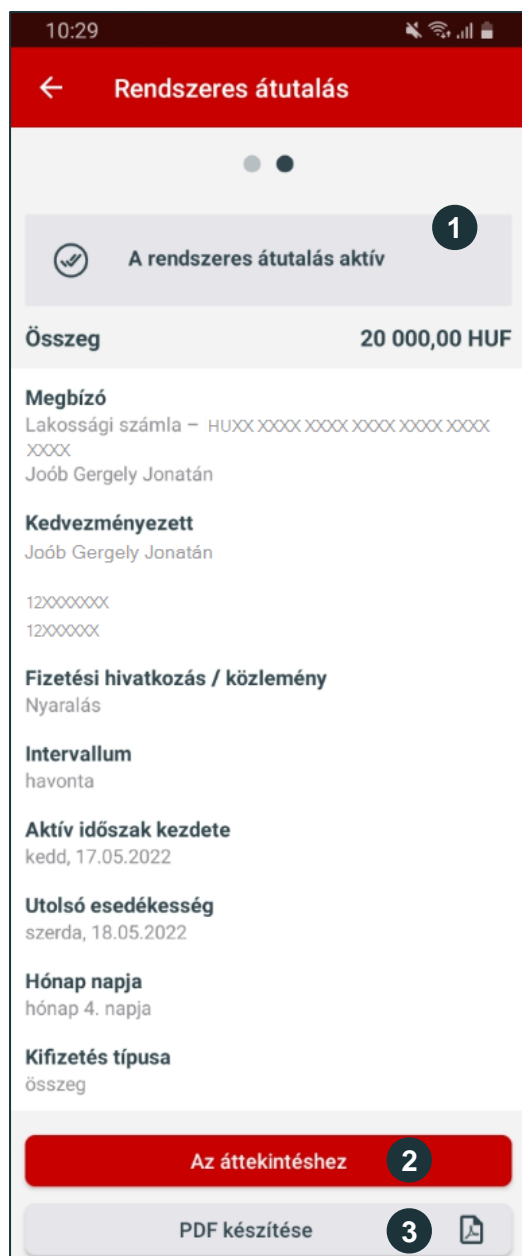 10:29
Rendszeres átutalás
1
A rendszeres átutalás aktív
Összeg 20 000,00 HUF
Megbízó
Lakossági számla – HUXX XXXX XXXX XXXX XXXX XXXX
XXXX
Joób Gergely Jonatán
Kedvezményezett
Joób Gergely Jonatán
12XXXXXXX
12XXXXXX
Fizetési hivatkozás / közlemény
Nyaralás
Intervallum
havonta
Aktív időszak kezdete
kedd, 17.05.2022
Utolsó esedékesség
szerda, 18.05.2022
Hónap napja
hónap 4. napja
Kifizetés típusa
összeg
Az áttekintéshez 2
PDF készítése 3